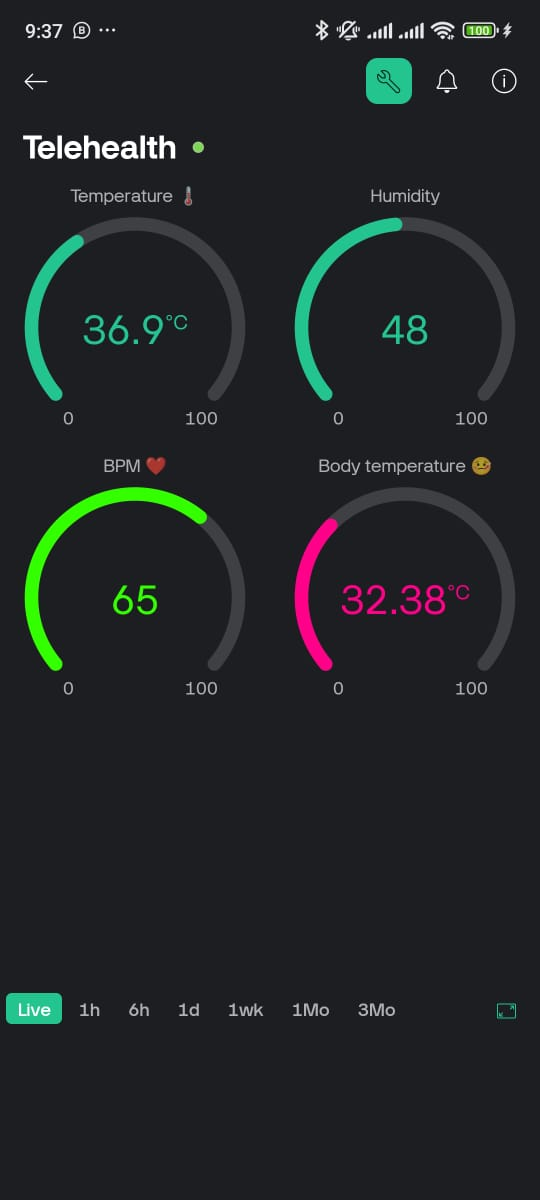 9:37 B ... 100
Telehealth
Temperature 🌡️ Humidity
36.9°C 48
0 100 0 100
BPM ❤️ Body temperature 🤒
65 32.38°C
0 100 0 100
Live 1h 6h 1d 1wk 1Mo 3Mo